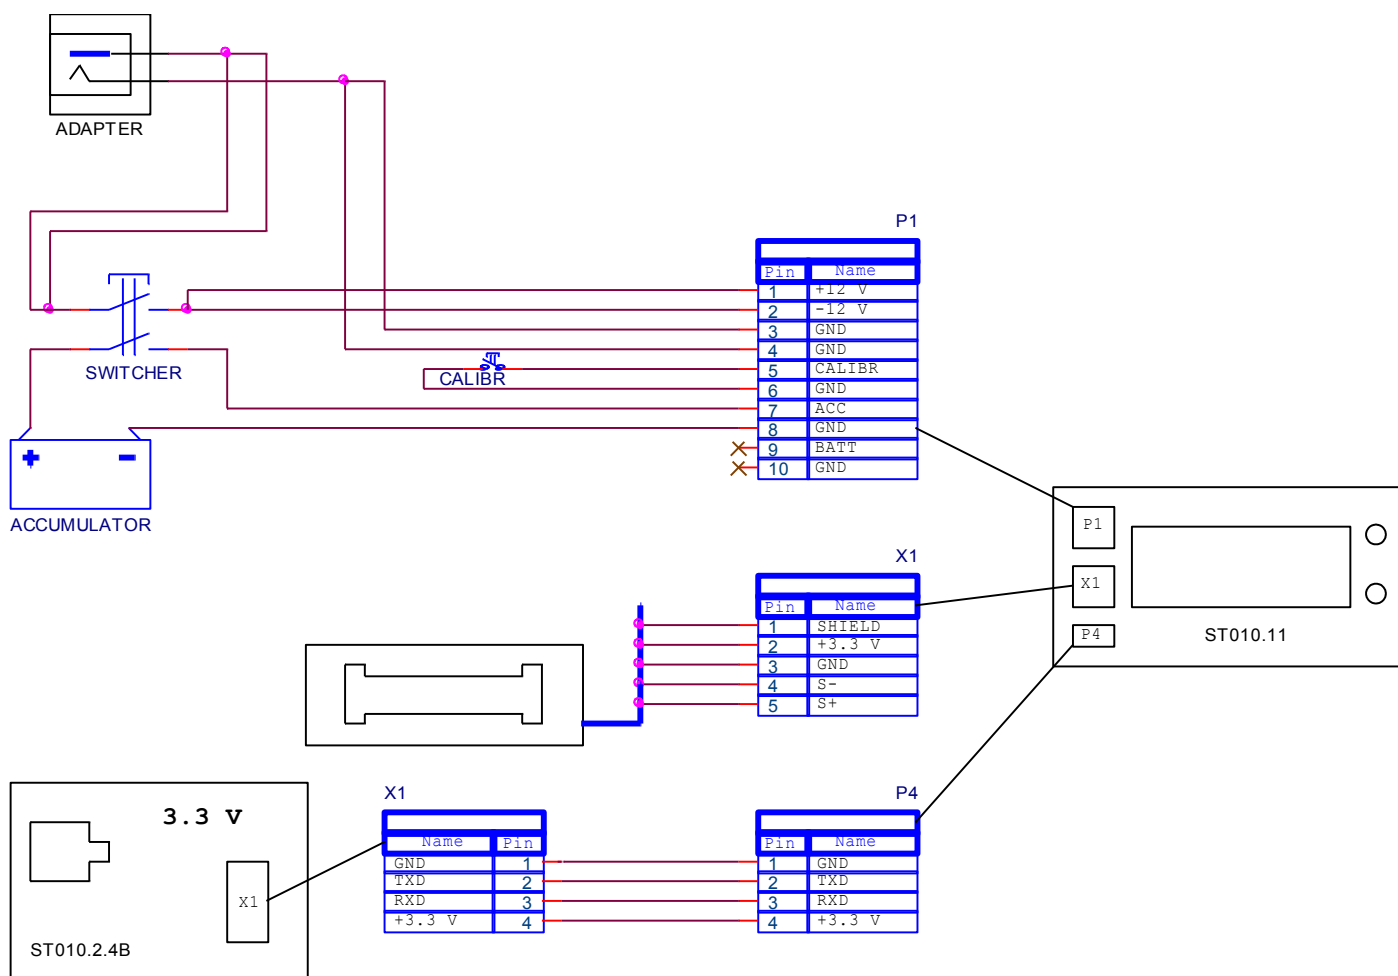 ADAPTER
P1
Pin Name
1 +12 V
2 -12 V
3 GND
4 GND
5 CALIBR
6 GND
7 ACC
8 GND
9 BATT
10 GND
SWITCHER
CALIBR
+ -
ACCUMULATOR
P1
X1
P4
ST010.11
X1
Pin Name
1 SHIELD
2 +3.3 V
3 GND
4 S-
5 S+
3.3 V
X1
ST010.2.4B
X1
Name Pin
GND 1
TXD 2
RXD 3
+3.3 V 4
P4
Pin Name
1 GND
2 TXD
3 RXD
4 +3.3 V